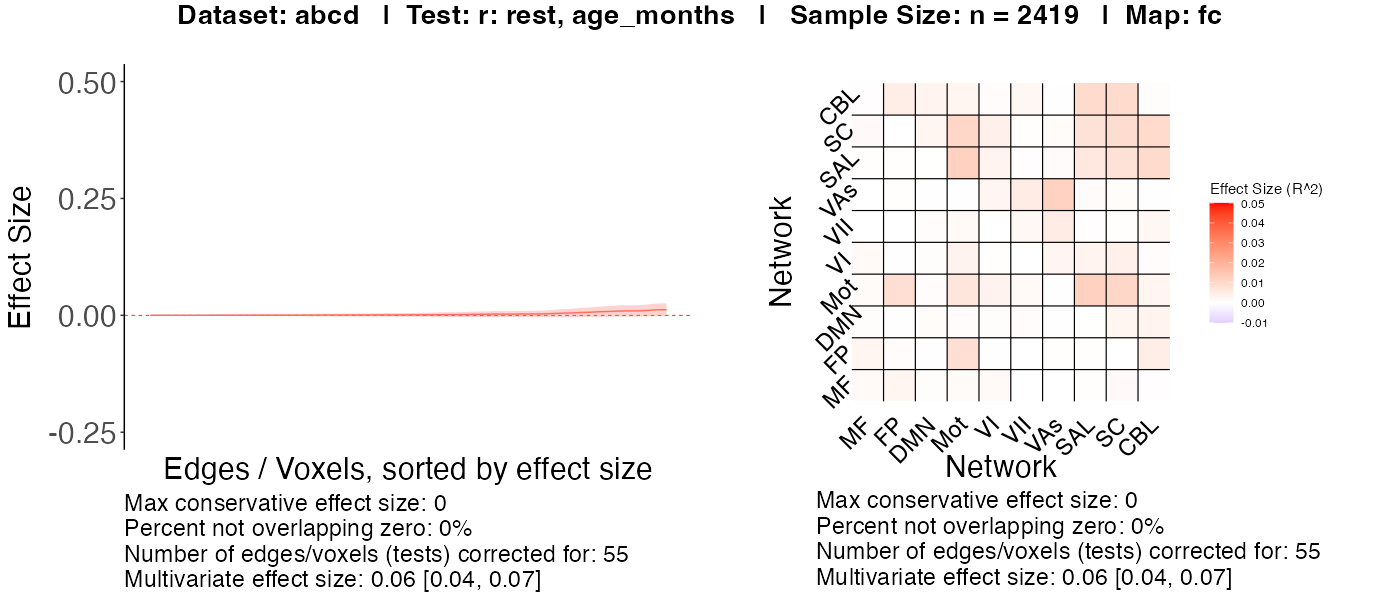 Dataset: abcd | Test: r: rest, age_months | Sample Size: n = 2419 | Map: fc
0.50
0.25
0.00
-0.25
Effect Size
Edges / Voxels, sorted by effect size
Max conservative effect size: 0
Percent not overlapping zero: 0%
Number of edges/voxels (tests) corrected for: 55
Multivariate effect size: 0.06 [0.04, 0.07]
Network
CBL
SC
SAL
VAs
VII
VI
Mot
DMN
FP
MF
MF
FP
DMN
Mot
VI
VII
VAs
SAL
SC
CBL
Network
Effect Size (R^2)
0.05
0.04
0.03
0.02
0.01
0.00
-0.01
Max conservative effect size: 0
Percent not overlapping zero: 0%
Number of edges/voxels (tests) corrected for: 55
Multivariate effect size: 0.06 [0.04, 0.07]